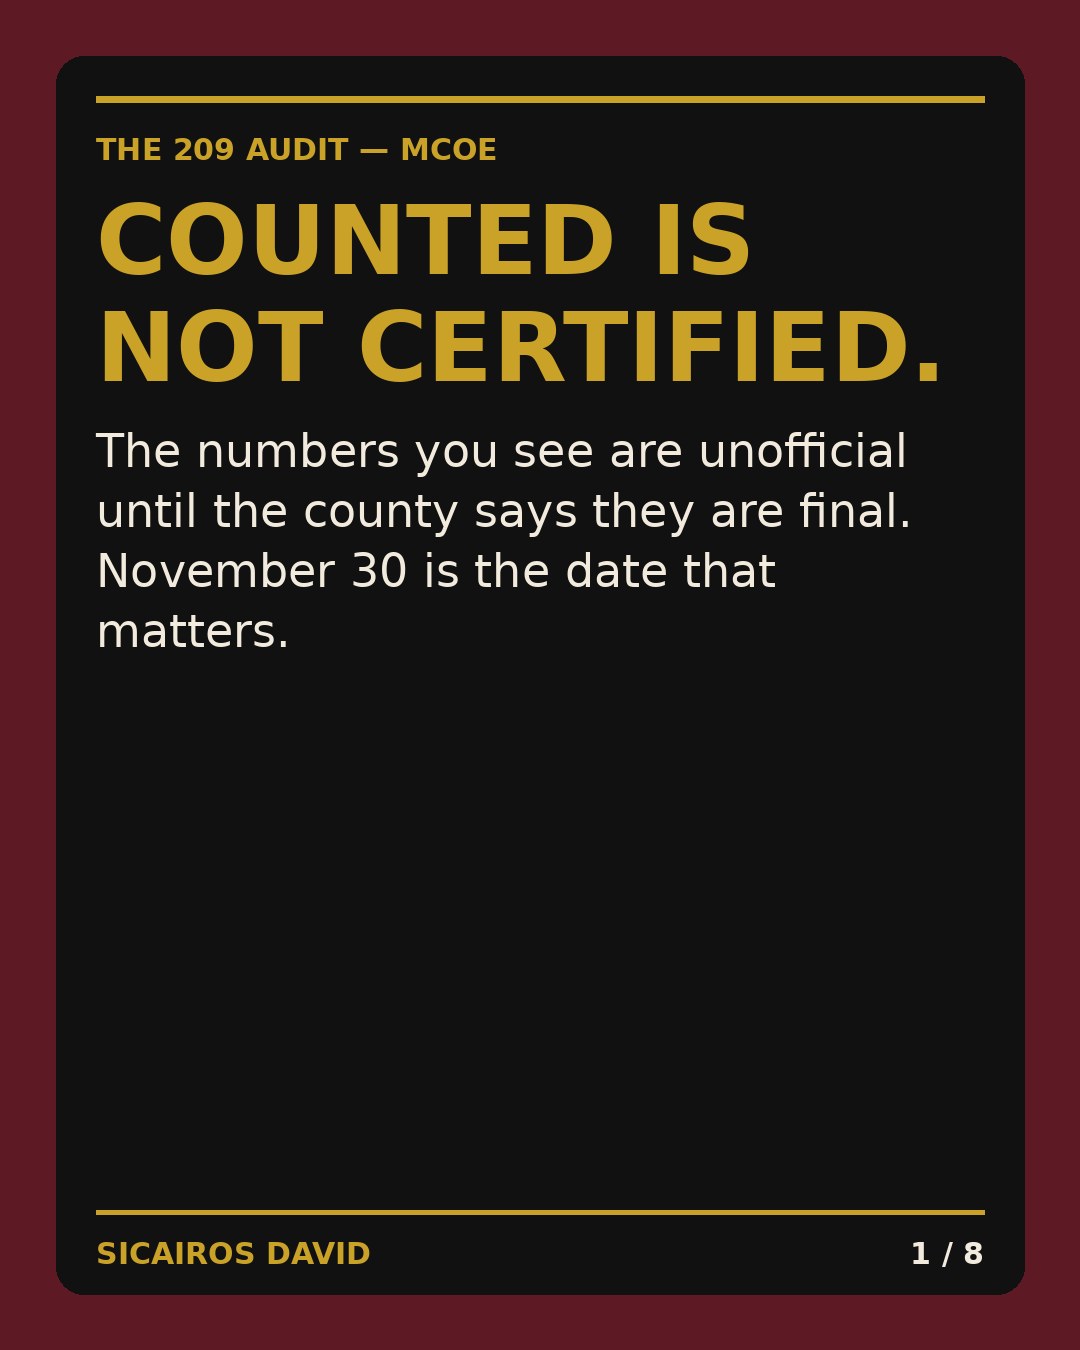 THE 209 AUDIT — MCOE
COUNTED IS
NOT CERTIFIED.
The numbers you see are unofficial
until the county says they are final.
November 30 is the date that
matters.
SICAIROS DAVID
1 / 8